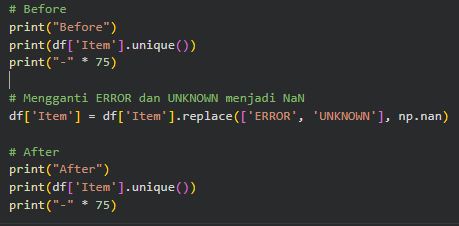 # Before
print("Before")
print(df['Item'].unique())
print("-" * 75)
# Mengganti ERROR dan UNKNOWN menjadi NaN
df['Item'] = df['Item'].replace(['ERROR', 'UNKNOWN'], np.nan)
# After
print("After")
print(df['Item'].unique())
print("-" * 75)